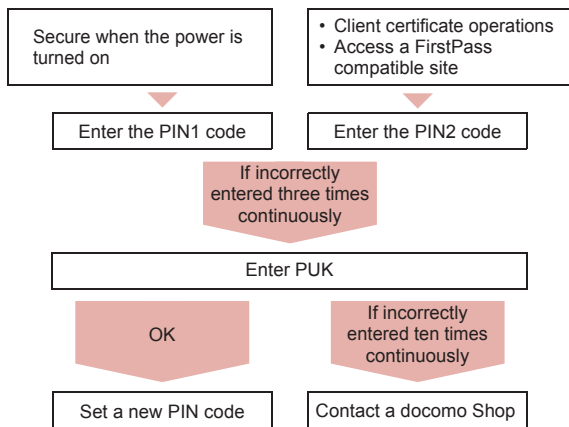 Secure when the power is
turned on
• Client certificate operations
• Access a FirstPass
compatible site
Enter the PIN1 code
Enter the PIN2 code
If incorrectly
entered three times
continuously
Enter PUK
OK
If incorrectly
entered ten times
continuously
Set a new PIN code
Contact a docomo Shop